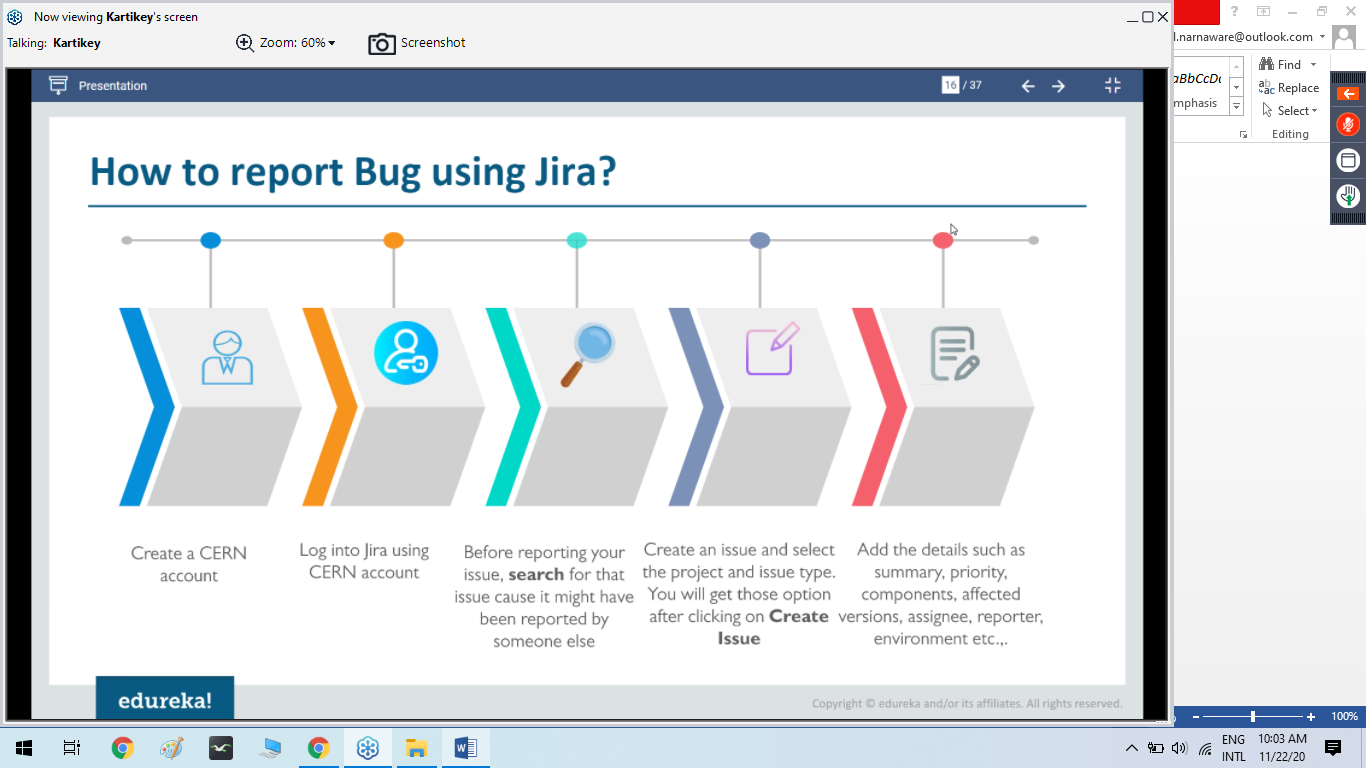 Now viewing Kartikey's screen
Talking: Kartikey
Zoom: 60%
Screenshot
Presentation
16 / 37
How to report Bug using Jira?
Create a CERN
account
Log into Jira using
CERN account
Before reporting your
issue, search for that
issue cause it might have
been reported by
someone else
Create an issue and select
the project and issue type.
You will get those option
after clicking on Create
Issue
Add the details such as
summary, priority,
components, affected
versions, assignee, reporter,
environment etc.,.
edureka!
Copyright © edureka and/or its affiliates. All rights reserved.
?
l.narnaware@outlook.com
aBbCcDc
mphasis
Find
Replace
Select
Editing
100%
ENG
INTL
10:03 AM
11/22/20